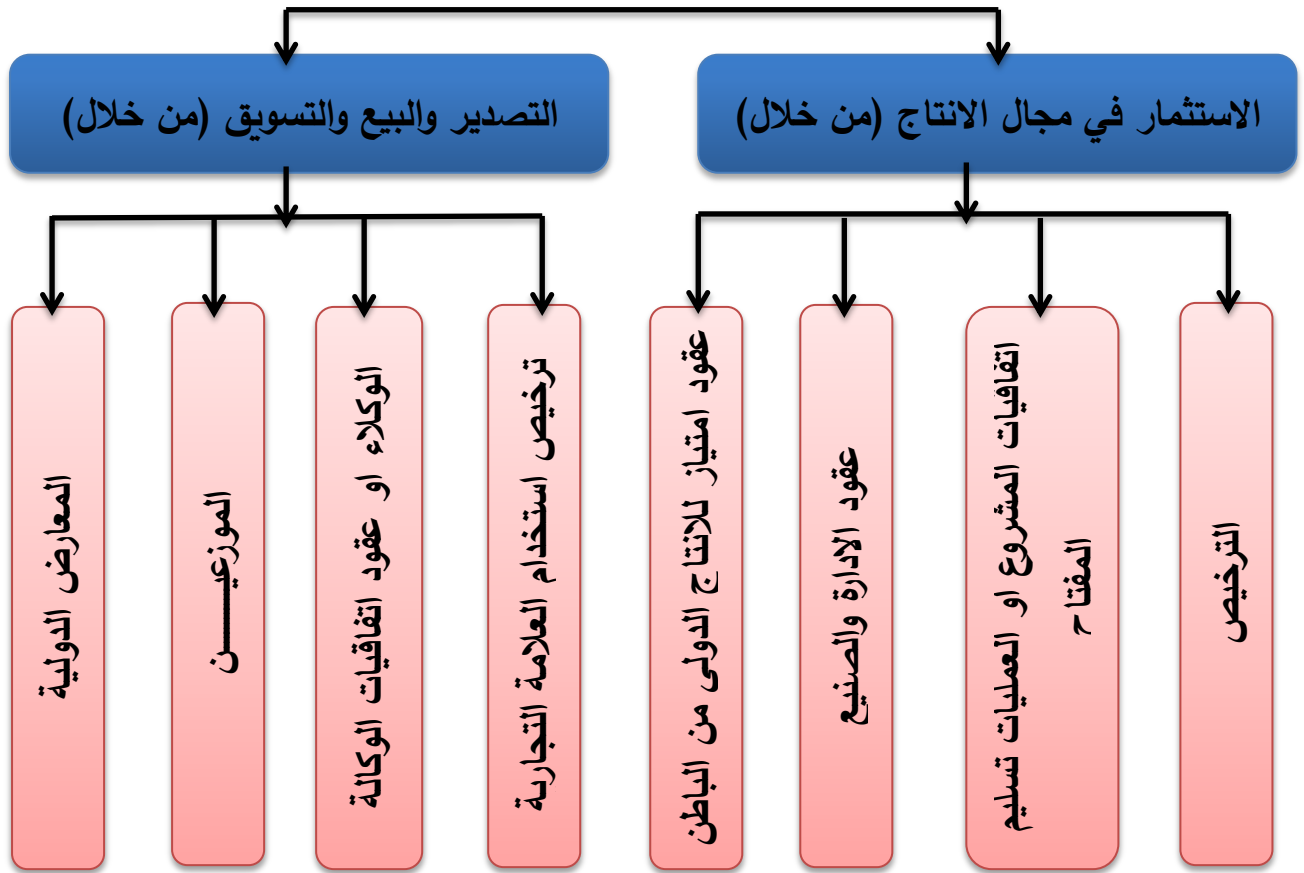 الاستثمار في مجال الانتاج (من خلال)
التصدير والبيع والتسويق (من خلال)
الترخيص
اتفاقيات المشروع او العمليات تسليم
المفتاح
عقود الادارة والصنيع
عقود امتياز للانتاج الدولى من الباطن
ترخيص استخدام العلامة التجارية
الوكلاء او عقود اتفاقيات الوكالة
الموزعيـــــن
المعارض الدولية